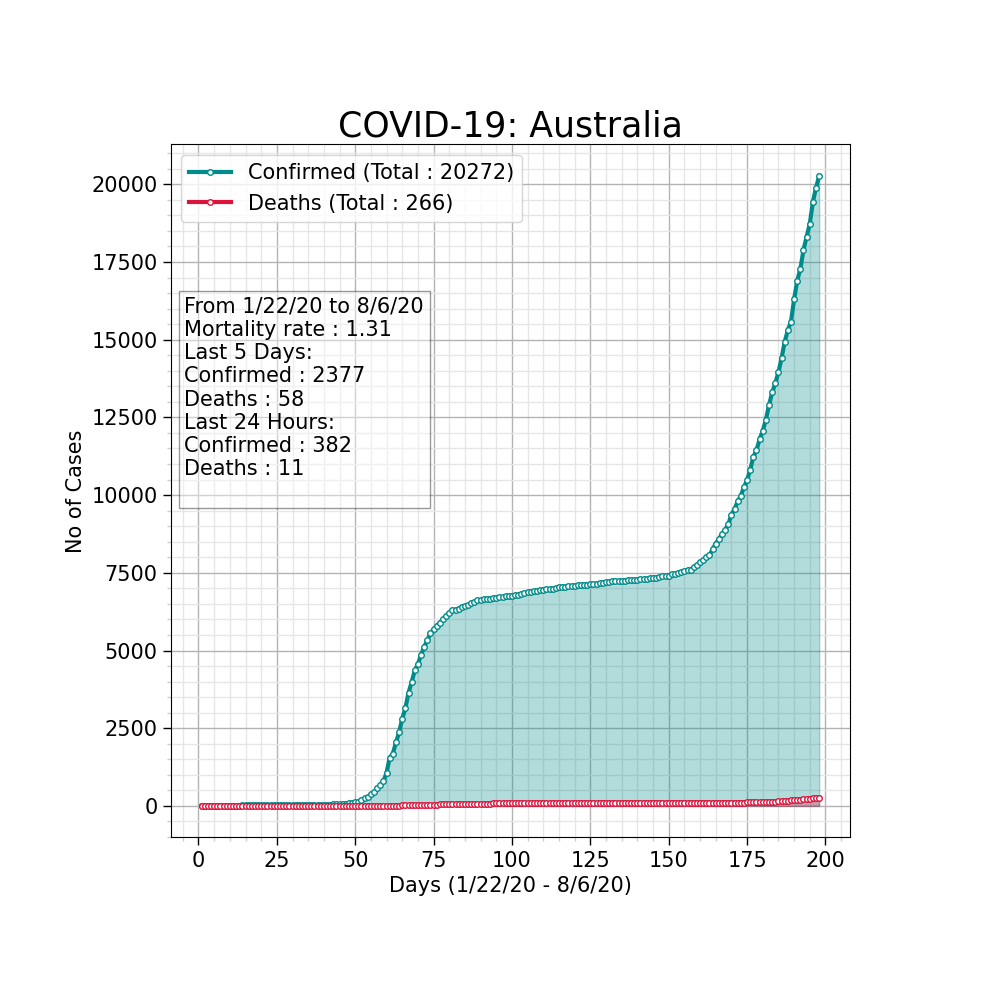 COVID-19: Australia
Confirmed (Total : 20272)
Deaths (Total : 266)
From 1/22/20 to 8/6/20
Mortality rate : 1.31
Last 5 Days:
Confirmed : 2377
Deaths : 58
Last 24 Hours:
Confirmed : 382
Deaths : 11
No of Cases
20000
17500
15000
12500
10000
7500
5000
2500
0
0 25 50 75 100 125 150 175 200
Days (1/22/20 - 8/6/20)